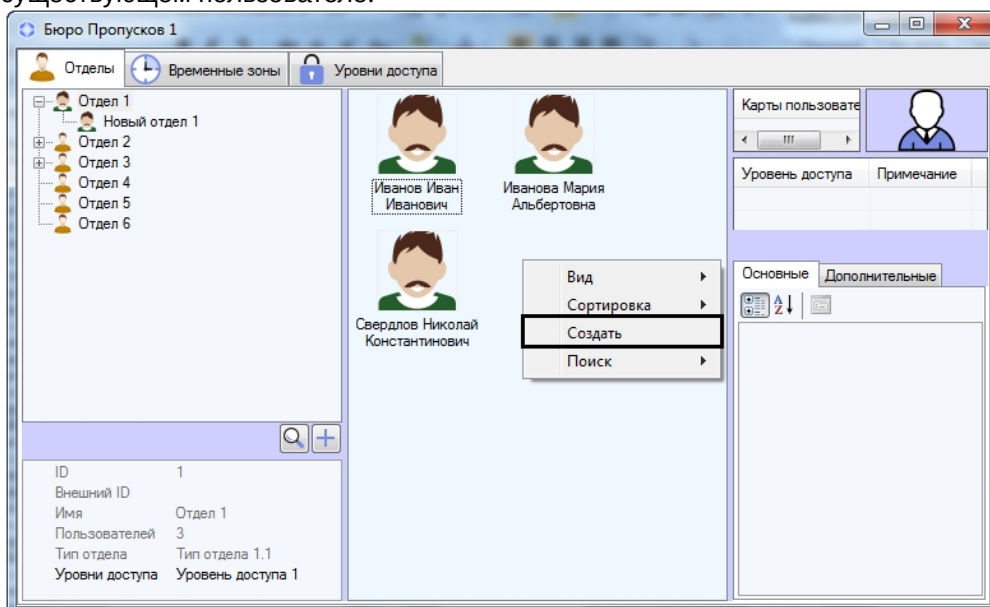 существующем пользователе.
Бюро Пропусков 1
Отделы
Временные зоны
Уровни доступа
Отдел 1
Новый отдел 1
Отдел 2
Отдел 3
Отдел 4
Отдел 5
Отдел 6
Иванов Иван
Иванович
Иванова Мария
Альбертовна
Свердлов Николай
Константинович
Вид
Сортировка
Создать
Поиск
Карты пользовате
Уровень доступа Примечание
Основные Дополнительные
ID 1
Внешний ID
Имя Отдел 1
Пользователей 3
Тип отдела Тип отдела 1.1
Уровни доступа Уровень доступа 1